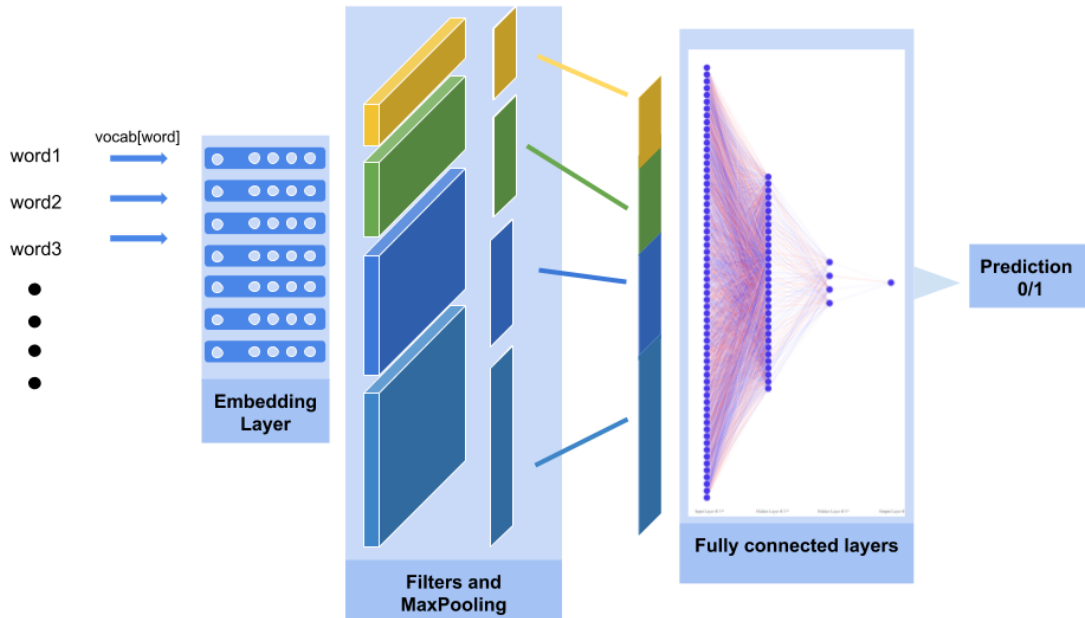 vocab[word]
word1
word2
word3
Embedding
Layer
Filters and
MaxPooling
Fully connected layers
Prediction
0/1